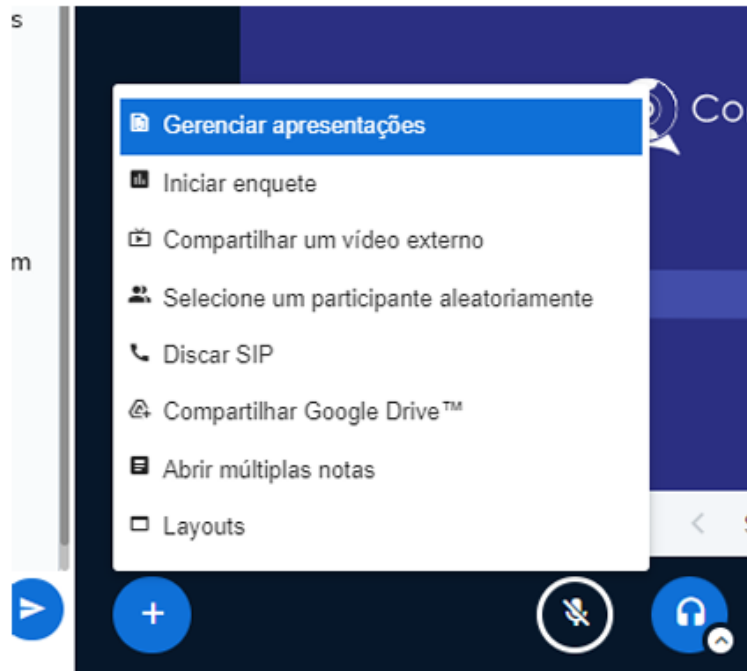 s
m
Co
Gerenciar apresentações
Iniciar enquete
Compartilhar um vídeo externo
Selecione um participante aleatoriamente
Discar SIP
Compartilhar Google Drive™
Abrir múltiplas notas
Layouts